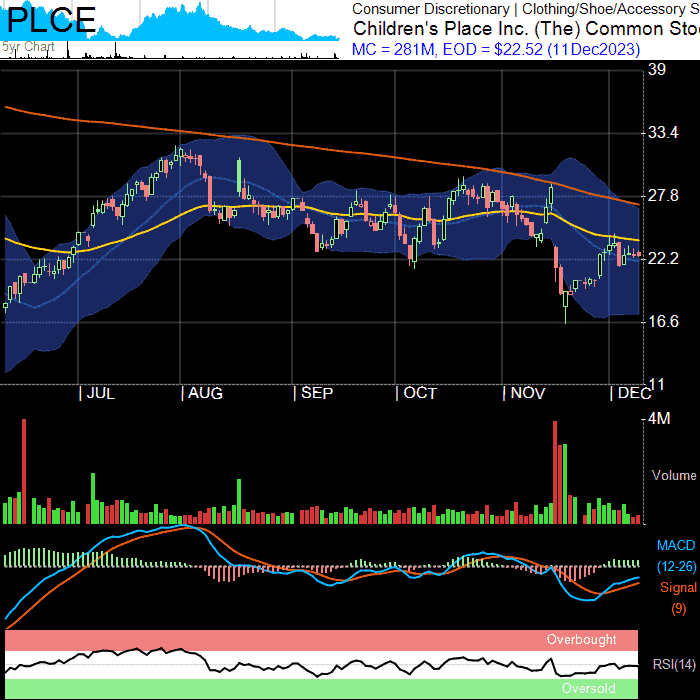 PLCE
5yr Chart
Consumer Discretionary | Clothing/Shoe/Accessory S
Children's Place Inc. (The) Common Sto
MC = 281M, EOD = $22.52 (11Dec2023)
39
33.4
27.8
22.2
16.6
11
JUL AUG SEP OCT NOV DEC
4M
Volume
MACD
(12-26)
Signal
(9)
Overbought
RSI(14)
Oversold